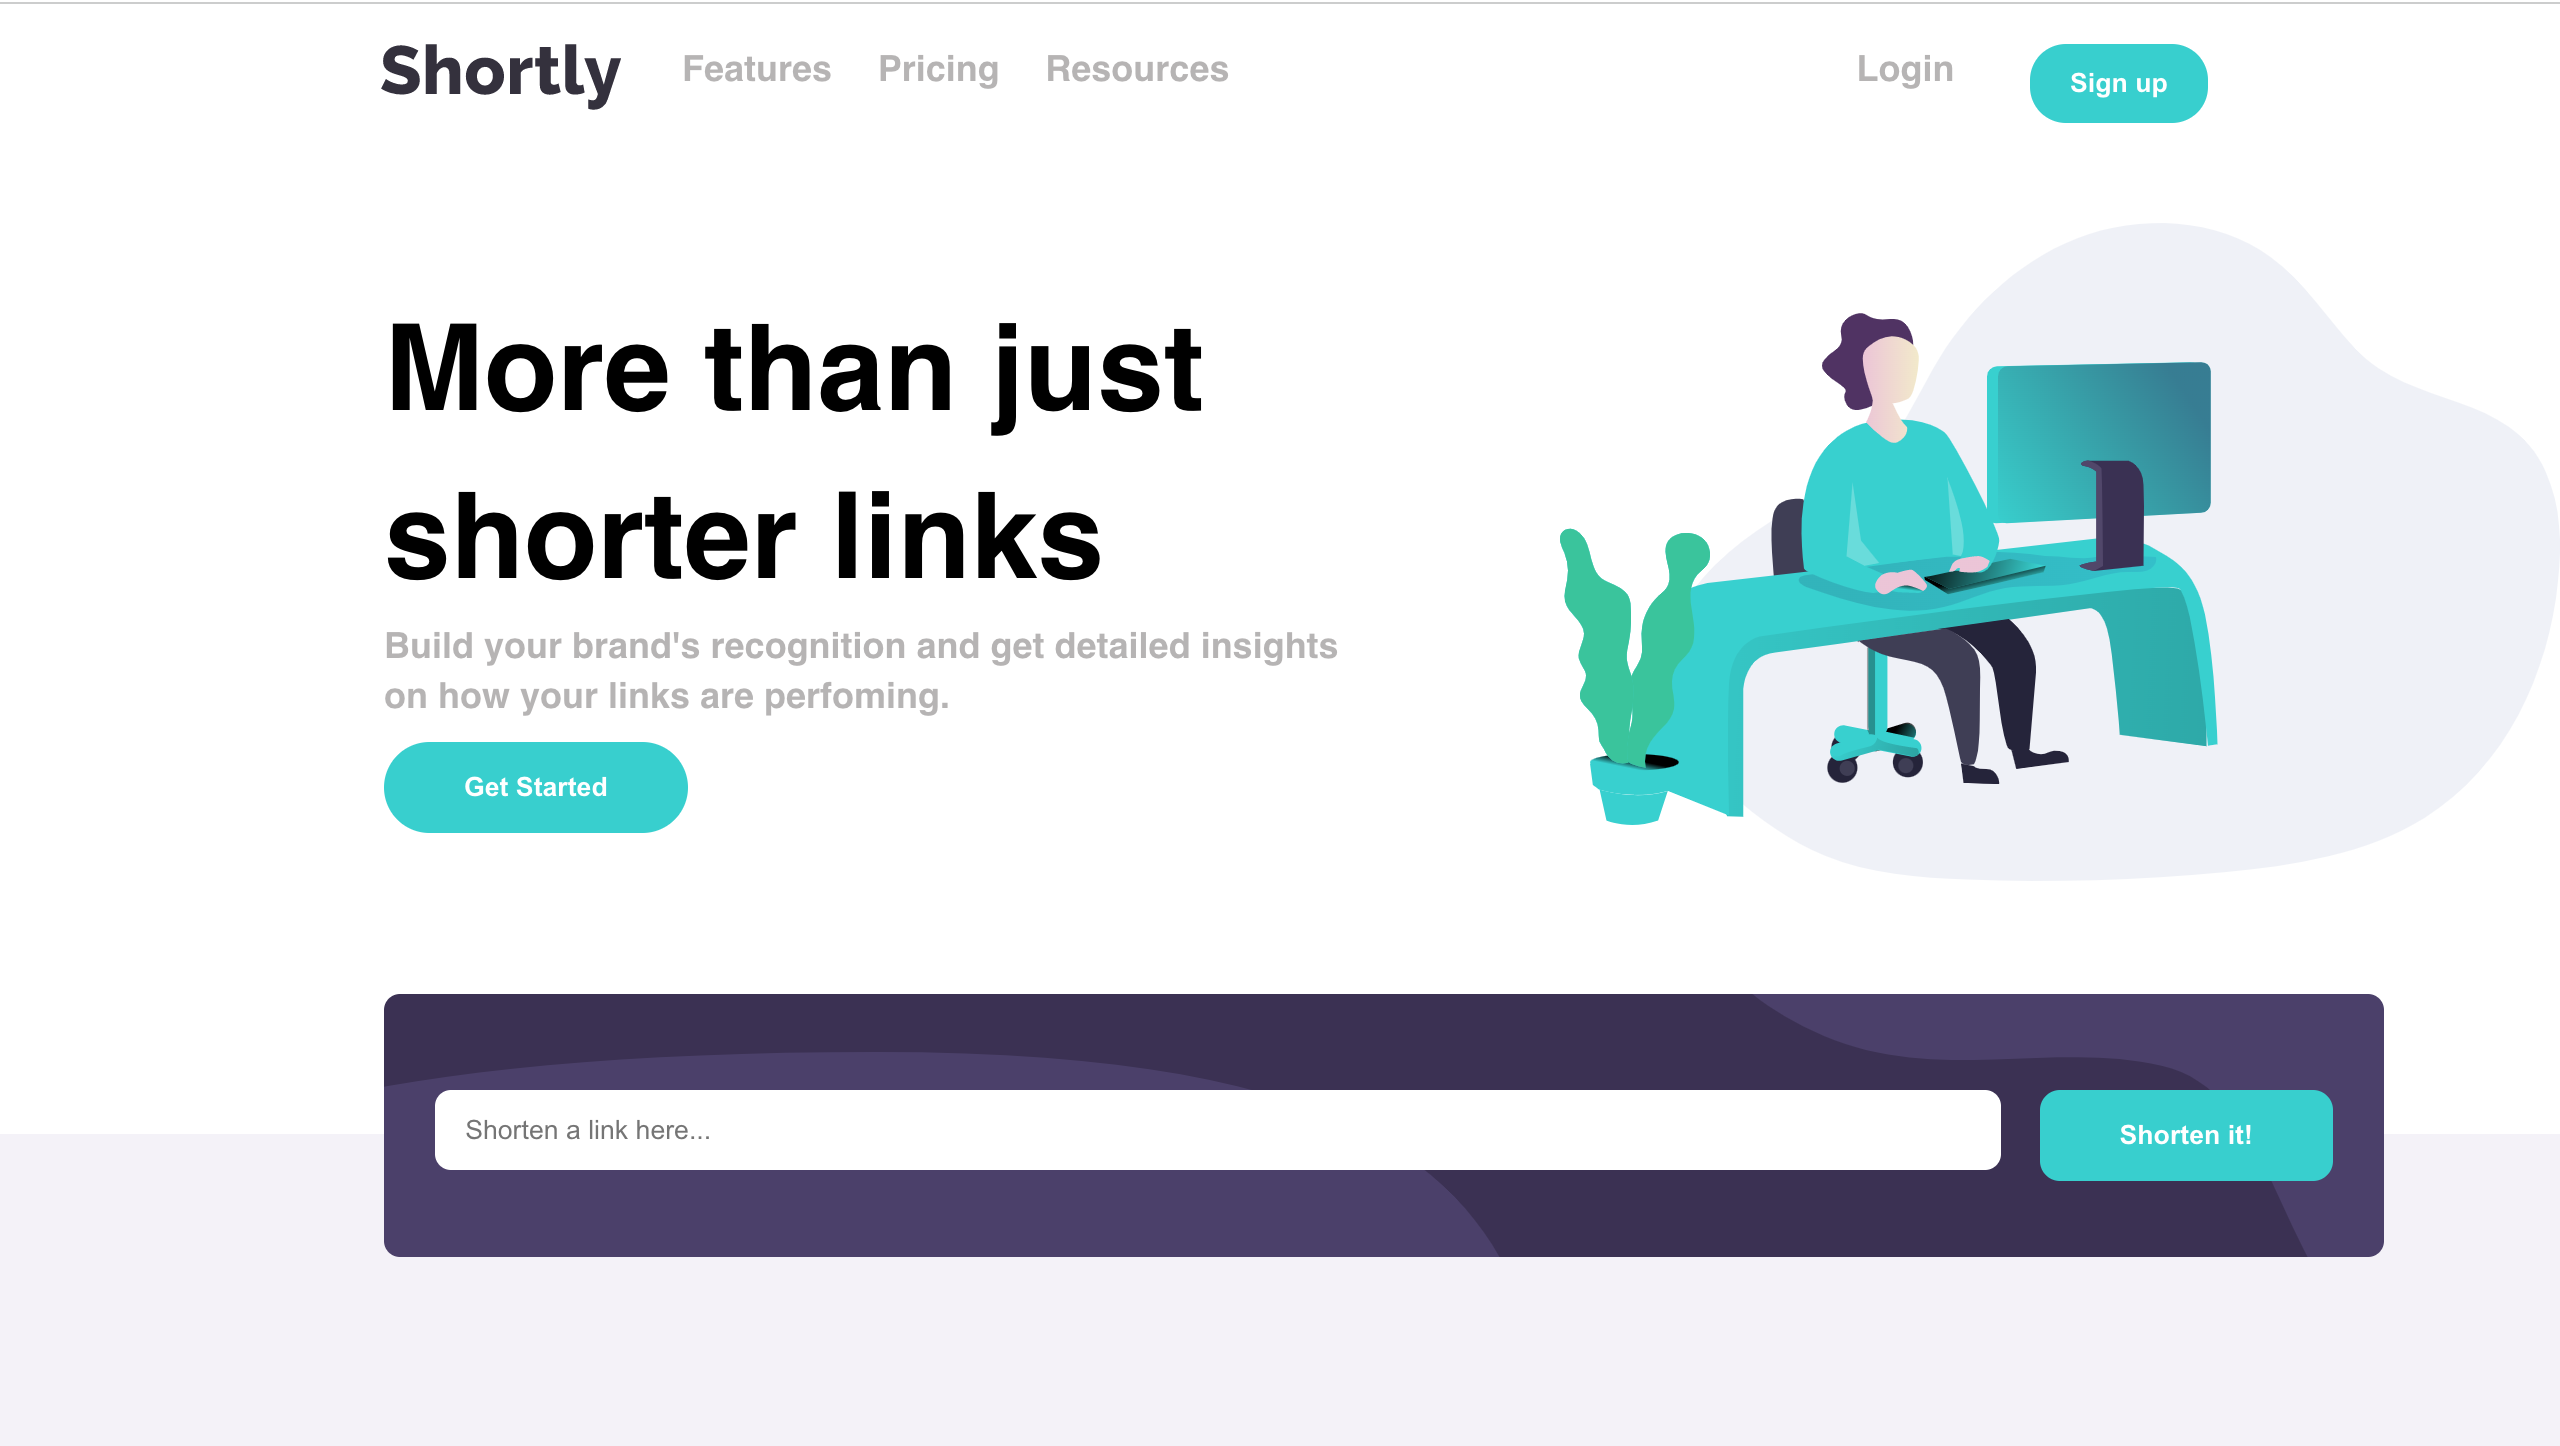 Shortly Features Pricing Resources Login Sign up
More than just
shorter links
Build your brand's recognition and get detailed insights
on how your links are perfoming.
Get Started
Shorten a link here... Shorten it!